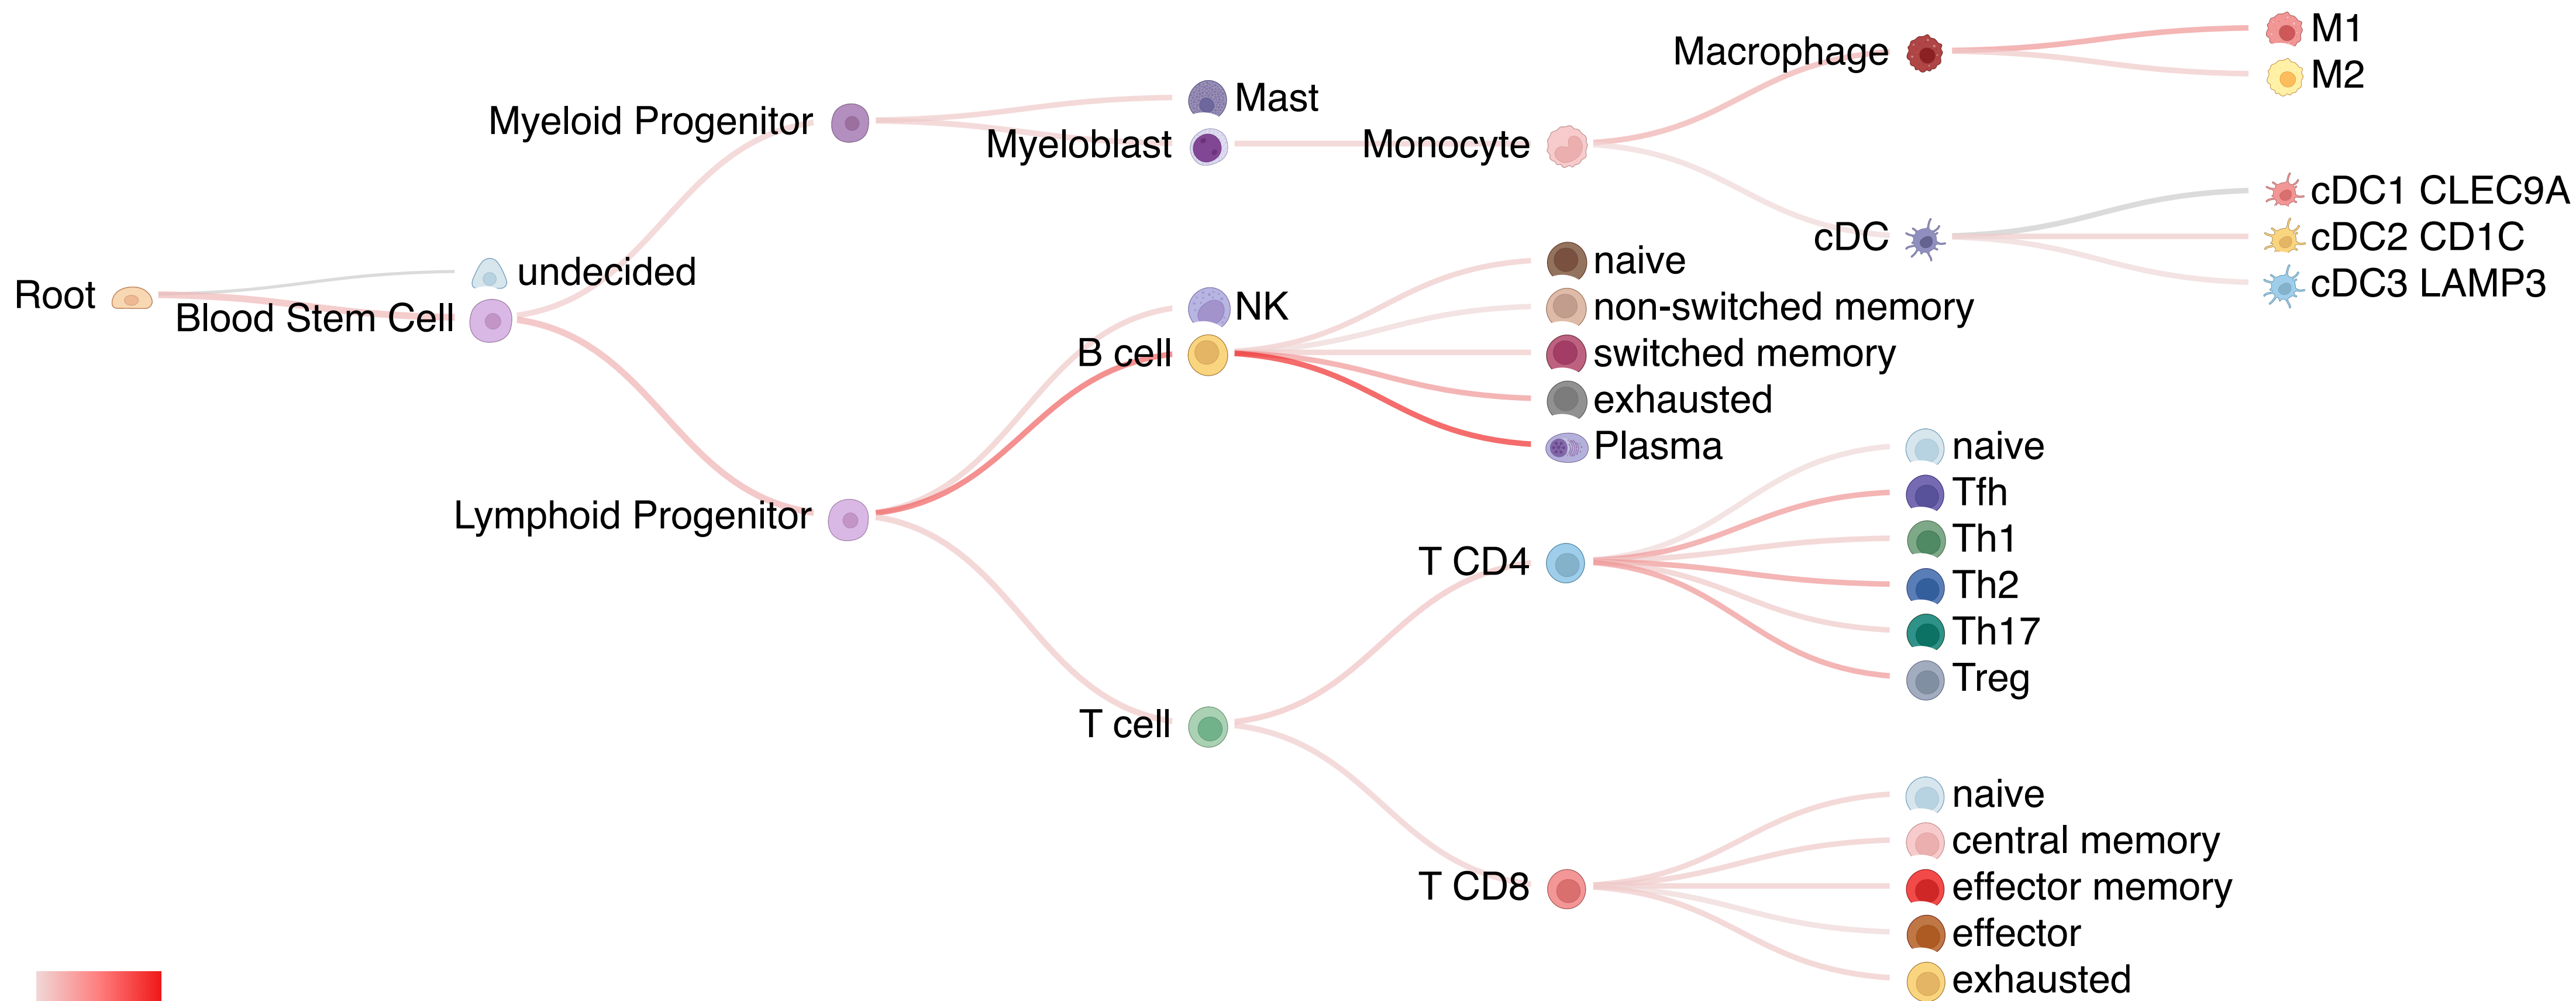 Root
undecided
Blood Stem Cell
Myeloid Progenitor
Lymphoid Progenitor
Mast
Myeloblast
NK
B cell
T cell
Monocyte
naive
non-switched memory
switched memory
exhausted
Plasma
T CD4
T CD8
Macrophage
cDC
naive
Tfh
Th1
Th2
Th17
Treg
naive
central memory
effector memory
effector
exhausted
M1
M2
cDC1 CLEC9A
cDC2 CD1C
cDC3 LAMP3